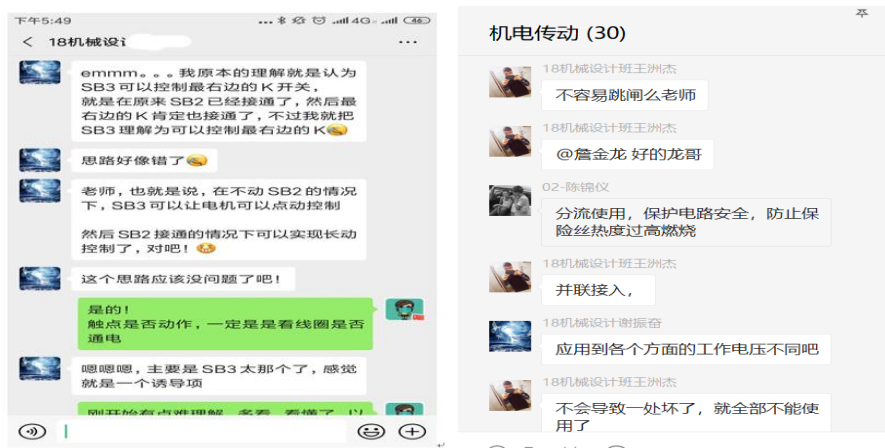 下午5:49
4G
46
18机械设计
emmm。。。我原本的理解就是认为
SB3可以控制最右边的K开关,
就是在原来SB2已经接通了,然后最
右边的K肯定也接通了,不过我就把
SB3理解为可以控制最右边的K
思路好像错了
老师,也就是说,在不动SB2的情况
下,SB3可以让电机可以点动控制
然后SB2接通的情况下可以实现长动
控制了,对吧!
这个思路应该没问题了吧!
是的!
触点是否动作,一定是是看线圈是否
通电
嗯嗯嗯,主要是SB3太那个了,感觉
就是一个诱导项
刚开始有点难理解,多看,看懂了,以
机电传动 (30)
18机械设计班王洲杰
不容易跳闸么老师
18机械设计班王洲杰
@詹金龙 好的龙哥
02-陈锦仪
分流使用,保护电路安全,防止保
险丝热度过高燃烧
18机械设计班王洲杰
并联接入,
18机械设计谢振奋
应用到各个方面的工作电压不同吧
18机械设计班王洲杰
不会导致一处坏了,就全部不能使
用了